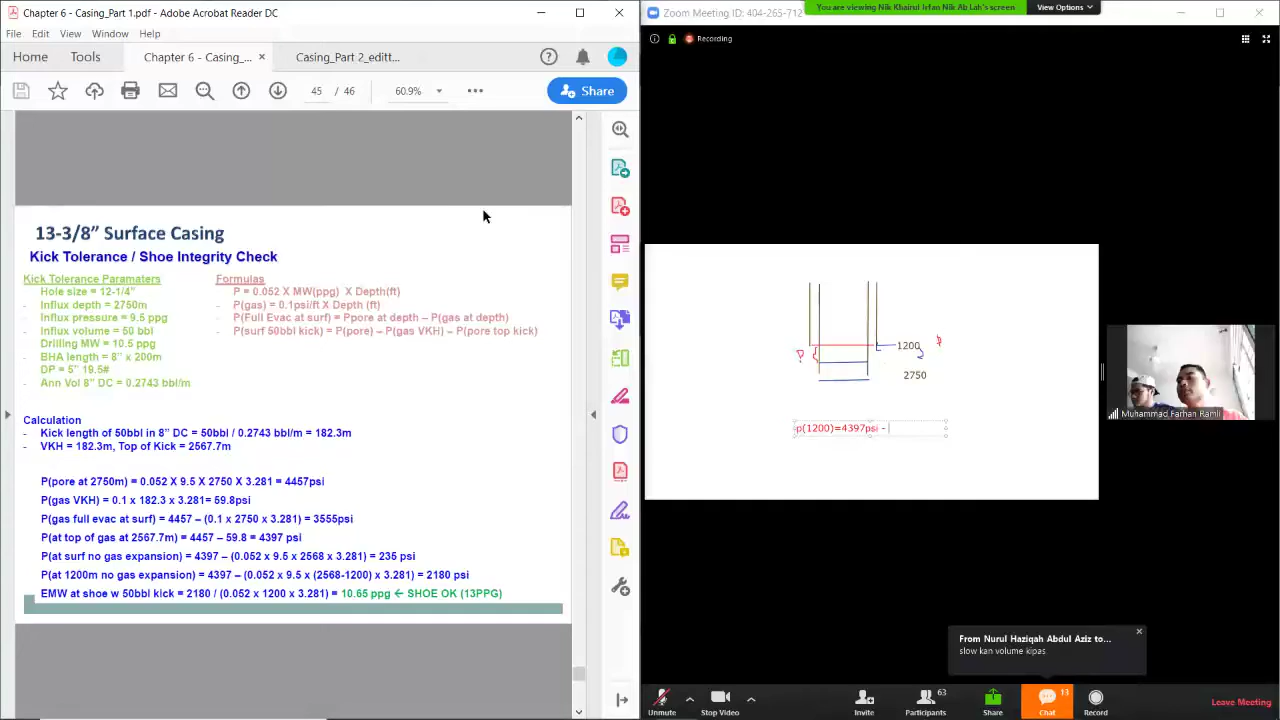 Chapter 6 - Casing_Part 1.pdf - Adobe Acrobat Reader DC
File Edit View Window Help
Home Tools Chapter 6 - Casing_... × Casing_Part 2_editt...
45 / 46 60.9% Share
13-3/8" Surface Casing
Kick Tolerance / Shoe Integrity Check
Kick Tolerance Paramaters
- Hole size = 12-1/4"
- Influx depth = 2750m
- Influx pressure = 9.5 ppg
- Influx volume = 50 bbl
- Drilling MW = 10.5 ppg
- BHA length = 8" x 200m
- DP = 5" 19.5#
- Ann Vol 8" DC = 0.2743 bbl/m
Formulas
- P = 0.052 X MW(ppg) X Depth(ft)
- P(gas) = 0.1psi/ft X Depth (ft)
- P(Full Evac at surf) = Ppore at depth – P(gas at depth)
- P(surf 50bbl kick) = P(pore) – P(gas VKH) – P(pore top kick)
Calculation
- Kick length of 50bbl in 8" DC = 50bbl / 0.2743 bbl/m = 182.3m
- VKH = 182.3m, Top of Kick = 2567.7m
P(pore at 2750m) = 0.052 X 9.5 X 2750 X 3.281 = 4457psi
P(gas VKH) = 0.1 x 182.3 x 3.281= 59.8psi
P(gas full evac at surf) = 4457 – (0.1 x 2750 x 3.281) = 3555psi
P(at top of gas at 2567.7m) = 4457 – 59.8 = 4397 psi
P(at surf no gas expansion) = 4397 – (0.052 x 9.5 x 2568 x 3.281) = 235 psi
P(at 1200m no gas expansion) = 4397 – (0.052 x 9.5 x (2568-1200) x 3.281) = 2180 psi
EMW at shoe w 50bbl kick = 2180 / (0.052 x 1200 x 3.281) = 10.65 ppg ← SHOE OK (13PPG)
Zoom Meeting ID: 404-265-712
You are viewing Nik Khairul Irfan Nik Ab Lah's screen View Options
Recording
1200
P
2750
p(1200)=4397psi -
Muhammad Farhan Ramli
From Nurul Haziqah Abdul Aziz to...
slow kan volume kipas
Unmute Stop Video Invite Participants 63 Share Chat 13 Record Leave Meeting